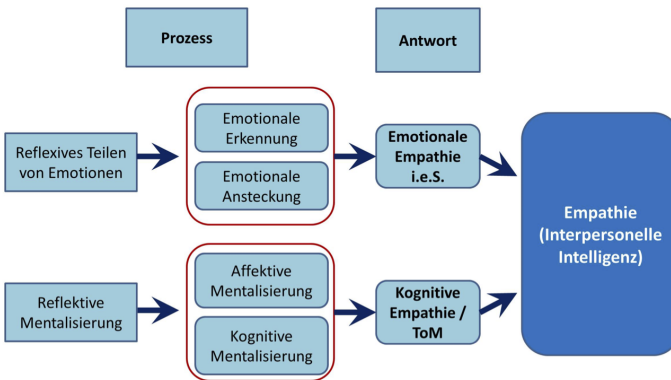 Prozess
Antwort
Reflexives Teilen
von Emotionen
Emotionale
Erkennung
Emotionale
Ansteckung
Emotionale
Empathie
i.e.S.
Empathie
(Interpersonelle
Intelligenz)
Reflektive
Mentalisierung
Affektive
Mentalisierung
Kognitive
Mentalisierung
Kognitive
Empathie /
ToM